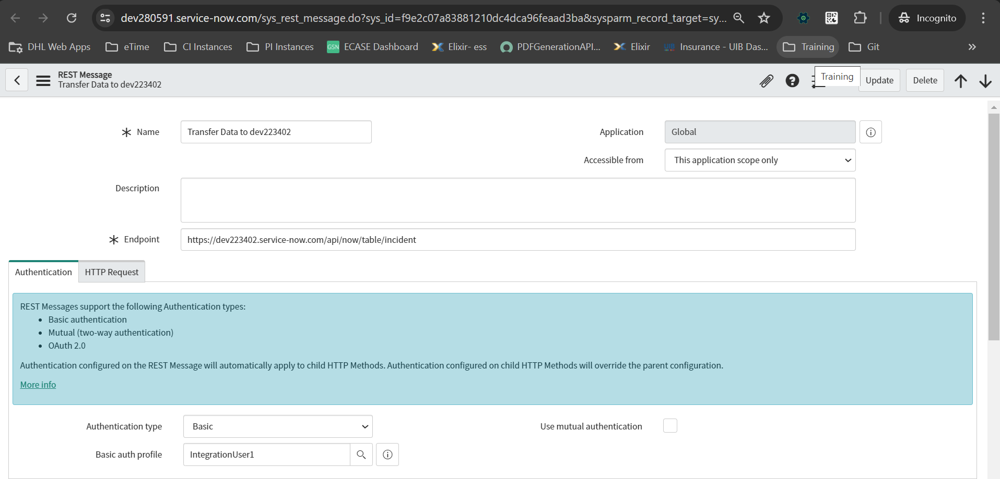 dev280591.service-now.com/sys_rest_message.do?sys_id=f9e2c07a83881210dc4dca96feaad3ba&sysparm_record_target=sy...
Incognito
DHL Web Apps
eTime
CI Instances
PI Instances
GSN ECASE Dashboard
Elixir- ess
PDFGenerationAPI...
Elixir
UIB Insurance - UIB Das...
Training
Git
REST Message
Transfer Data to dev223402
Training
Update
Delete
Name
Transfer Data to dev223402
Application
Global
Accessible from
This application scope only
Description
Endpoint
https://dev223402.service-now.com/api/now/table/incident
Authentication
HTTP Request
REST Messages support the following Authentication types:
• Basic authentication
• Mutual (two-way authentication)
• OAuth 2.0
Authentication configured on the REST Message will automatically apply to child HTTP Methods. Authentication configured on child HTTP Methods will override the parent configuration.
More info
Authentication type
Basic
Use mutual authentication
Basic auth profile
IntegrationUser1